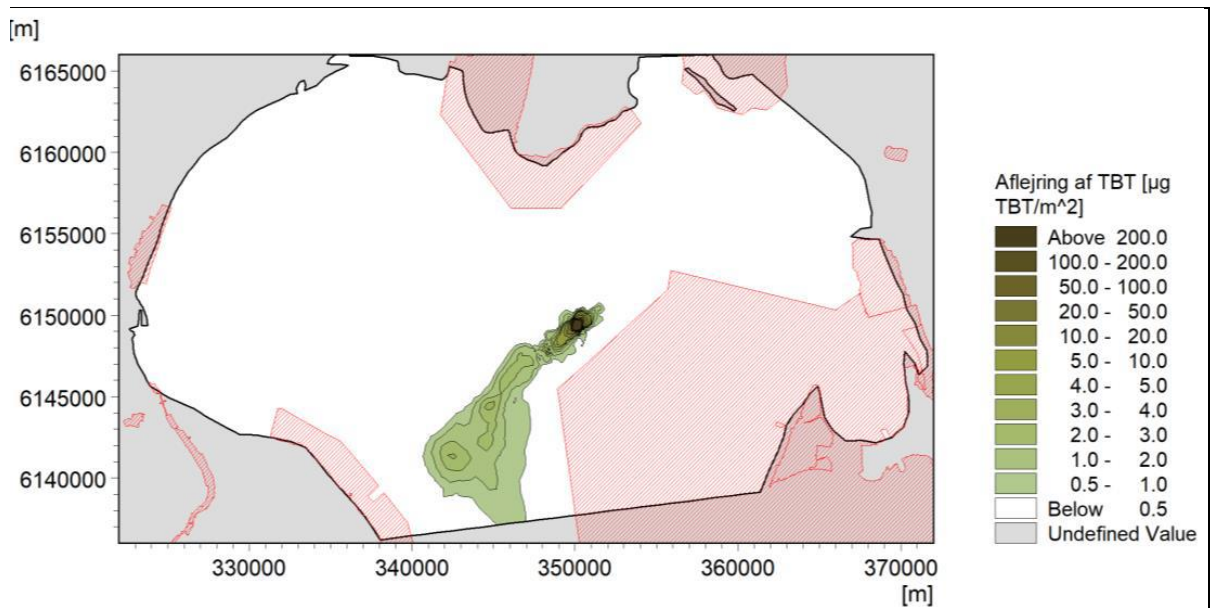 [m]
6165000
6160000
6155000
6150000
6145000
6140000
330000 340000 350000 360000 370000
[m]
Aflejring af TBT [µg
TBT/m^2]
Above 200.0
100.0 - 200.0
50.0 - 100.0
20.0 - 50.0
10.0 - 20.0
5.0 - 10.0
4.0 - 5.0
3.0 - 4.0
2.0 - 3.0
1.0 - 2.0
0.5 - 1.0
Below 0.5
Undefined Value